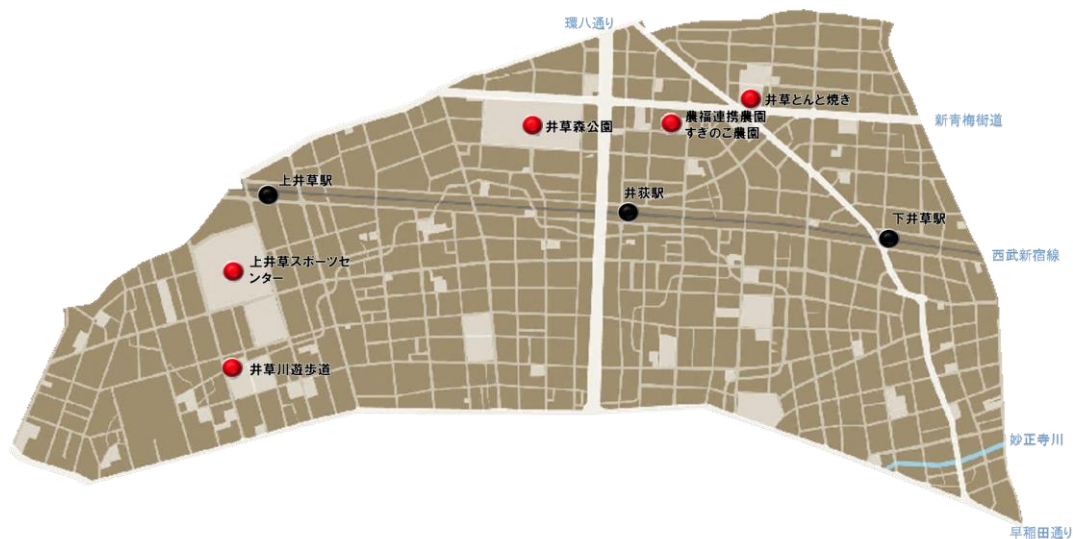 環八通り
井草とんと焼き
新青梅街道
農福連携農園
すぎのこ農園
井草森公園
上井草駅
井荻駅
下井草駅
西武新宿線
上井草スポーツセ
ンター
井草川遊歩道
妙正寺川
早稲田通り